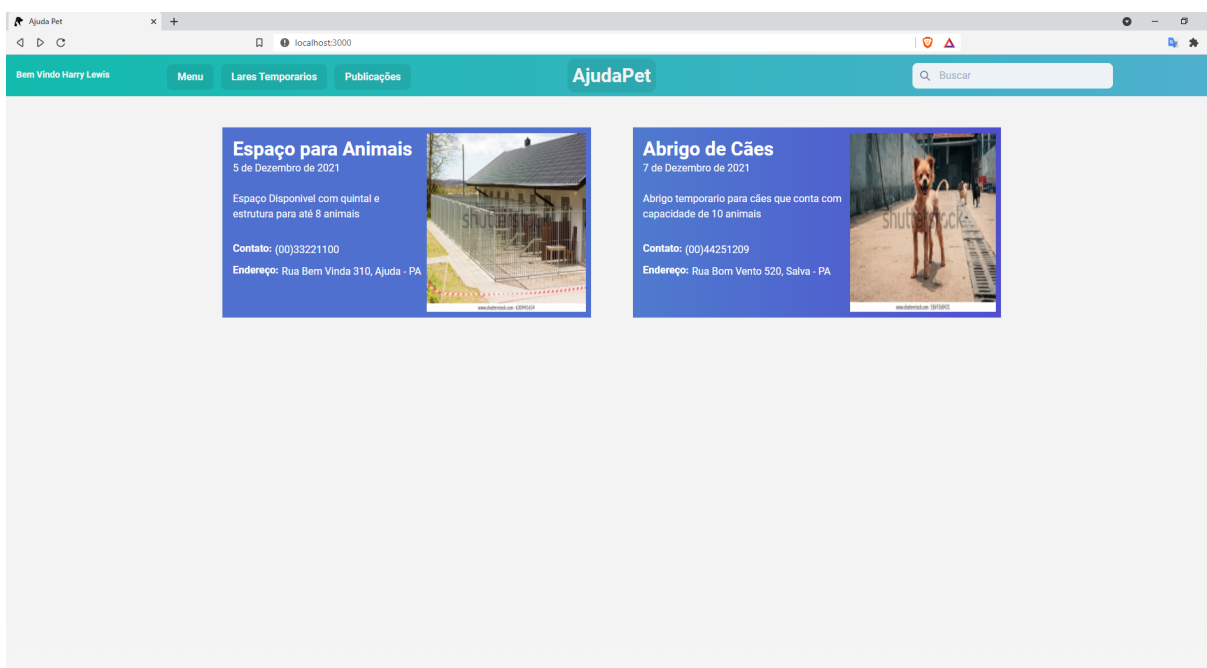 Ajuda Pet
localhost:3000
Bem Vindo Harry Lewis
Menu
Lares Temporarios
Publicações
AjudaPet
Buscar
Espaço para Animais
5 de Dezembro de 2021
Espaço Disponivel com quintal e
estrutura para até 8 animais
Contato: (00)33221100
Endereço: Rua Bem Vinda 310, Ajuda - PA
shutterstock
Abrigo de Cães
7 de Dezembro de 2021
Abrigo temporario para cães que conta com
capacidade de 10 animais
Contato: (00)44251209
Endereço: Rua Bom Vento 520, Salva - PA
shutterstock